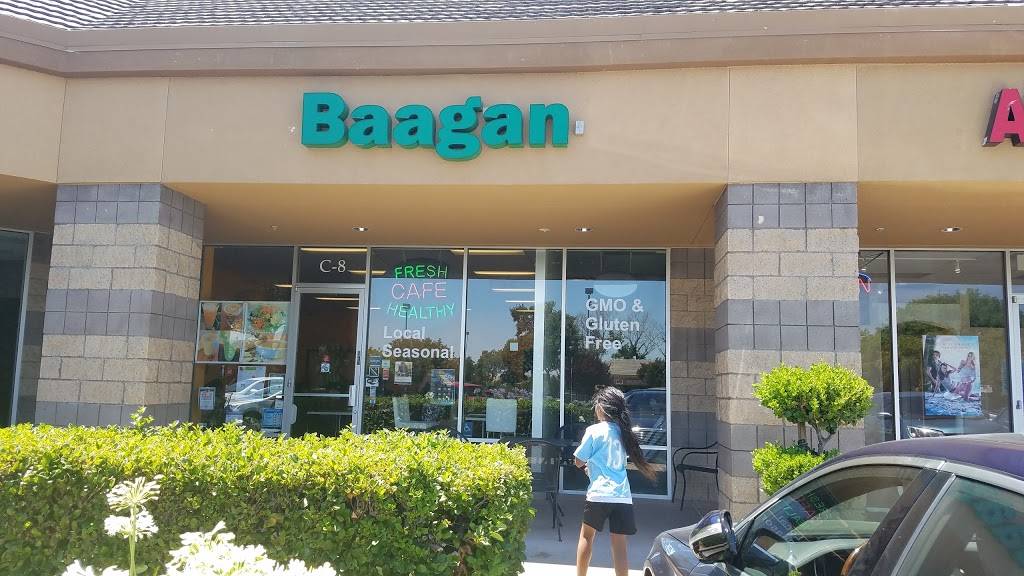 Baagan
A
C-8
FRESH
CAFE
HEALTHY
Local
Seasonal
GMO &
Gluten
Free
N